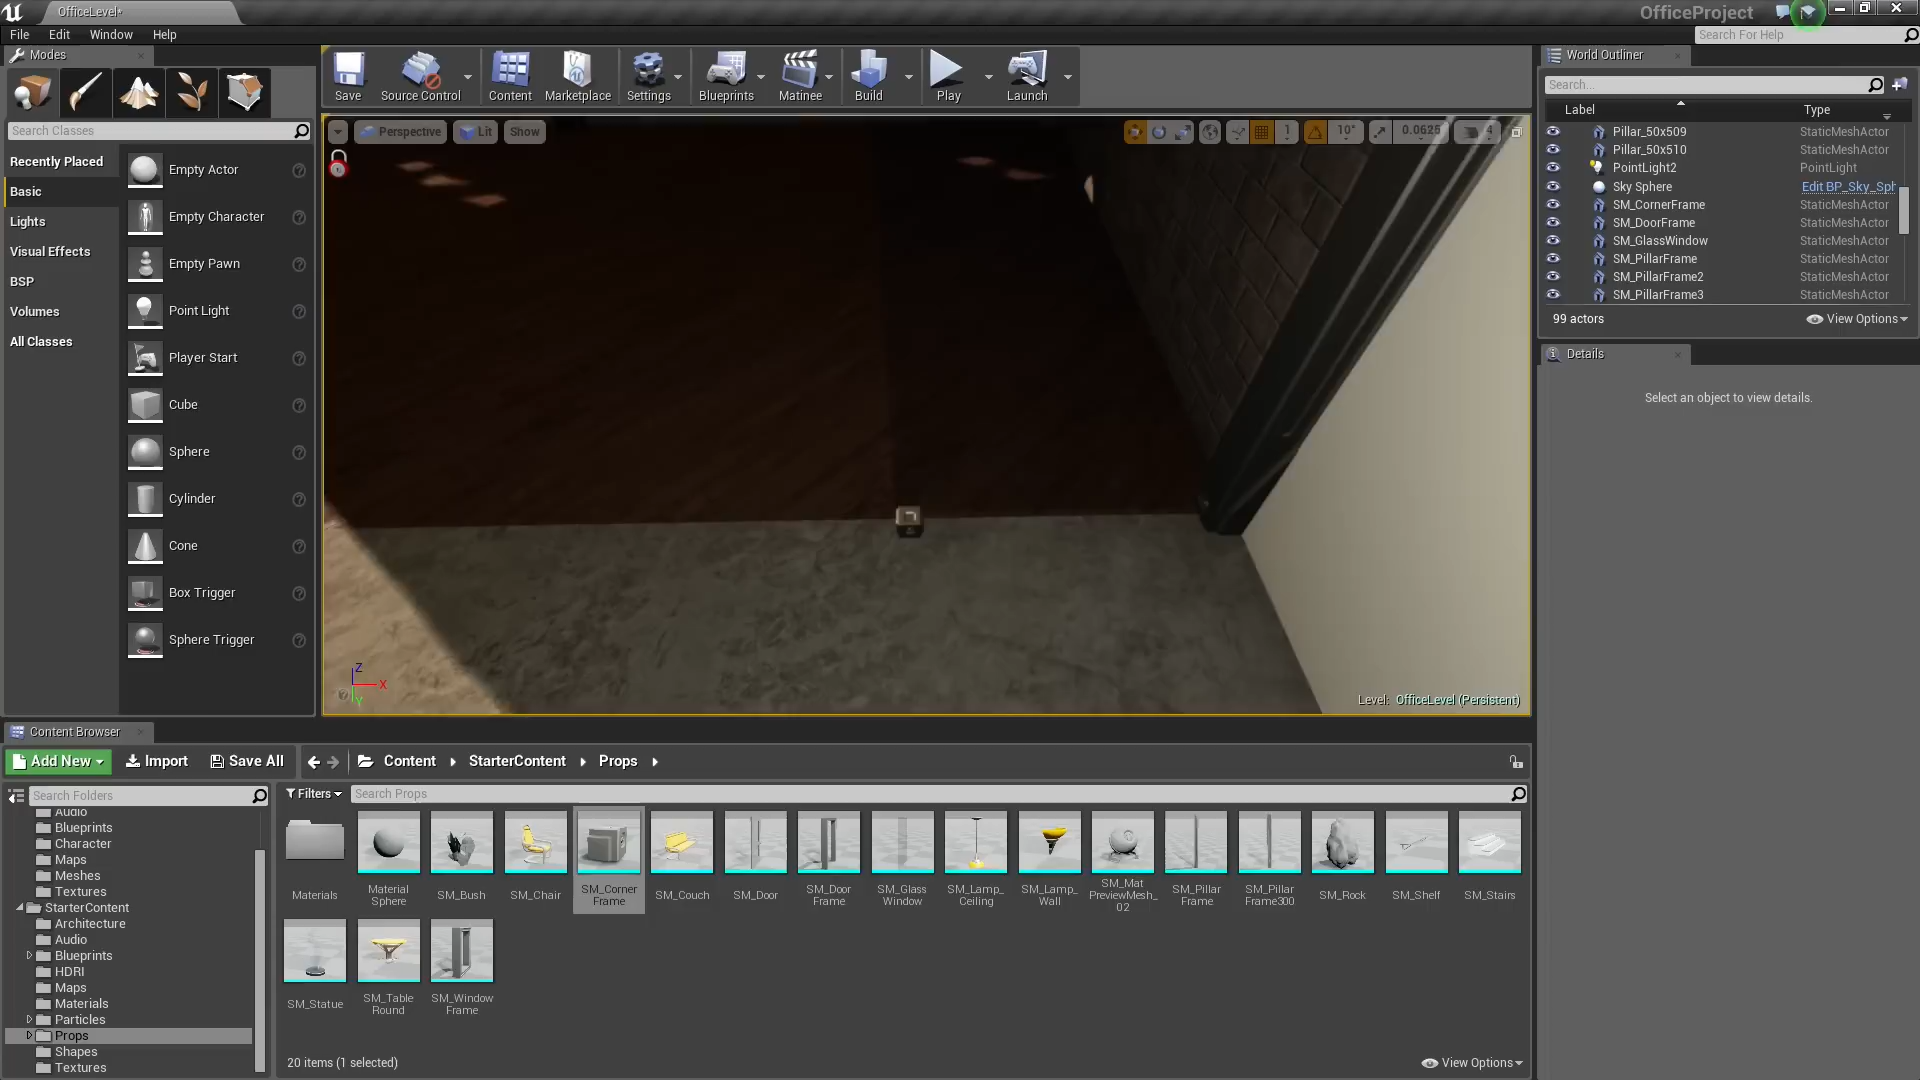 OfficeLevel*
OfficeProject
File Edit Window Help
Search For Help
Modes
Search Classes
Recently Placed
Basic
Lights
Visual Effects
BSP
Volumes
All Classes
Empty Actor
Empty Character
Empty Pawn
Point Light
Player Start
Cube
Sphere
Cylinder
Cone
Box Trigger
Sphere Trigger
Save
Source Control
Content
Marketplace
Settings
Blueprints
Matinee
Build
Play
Launch
Perspective Lit Show
1 10° 0.0625 4
Z
X
Y
Level: OfficeLevel (Persistent)
World Outliner
Search...
Label Type
Pillar_50x509 StaticMeshActor
Pillar_50x510 StaticMeshActor
PointLight2 PointLight
Sky Sphere Edit BP_Sky_Sph
SM_CornerFrame StaticMeshActor
SM_DoorFrame StaticMeshActor
SM_GlassWindow StaticMeshActor
SM_PillarFrame StaticMeshActor
SM_PillarFrame2 StaticMeshActor
SM_PillarFrame3 StaticMeshActor
99 actors View Options
Details
Select an object to view details.
Content Browser
Add New Import Save All Content StarterContent Props
Search Folders
Audio
Blueprints
Character
Maps
Meshes
Textures
StarterContent
Architecture
Audio
Blueprints
HDRI
Maps
Materials
Particles
Props
Shapes
Textures
Filters Search Props
Materials
Material
Sphere
SM_Bush
SM_Chair
SM_Corner
Frame
SM_Couch
SM_Door
SM_Door
Frame
SM_Glass
Window
SM_Lamp_
Ceiling
SM_Lamp_
Wall
SM_Mat
PreviewMesh_
02
SM_Pillar
Frame
SM_Pillar
Frame300
SM_Rock
SM_Shelf
SM_Stairs
SM_Statue
SM_Table
Round
SM_Window
Frame
20 items (1 selected) View Options